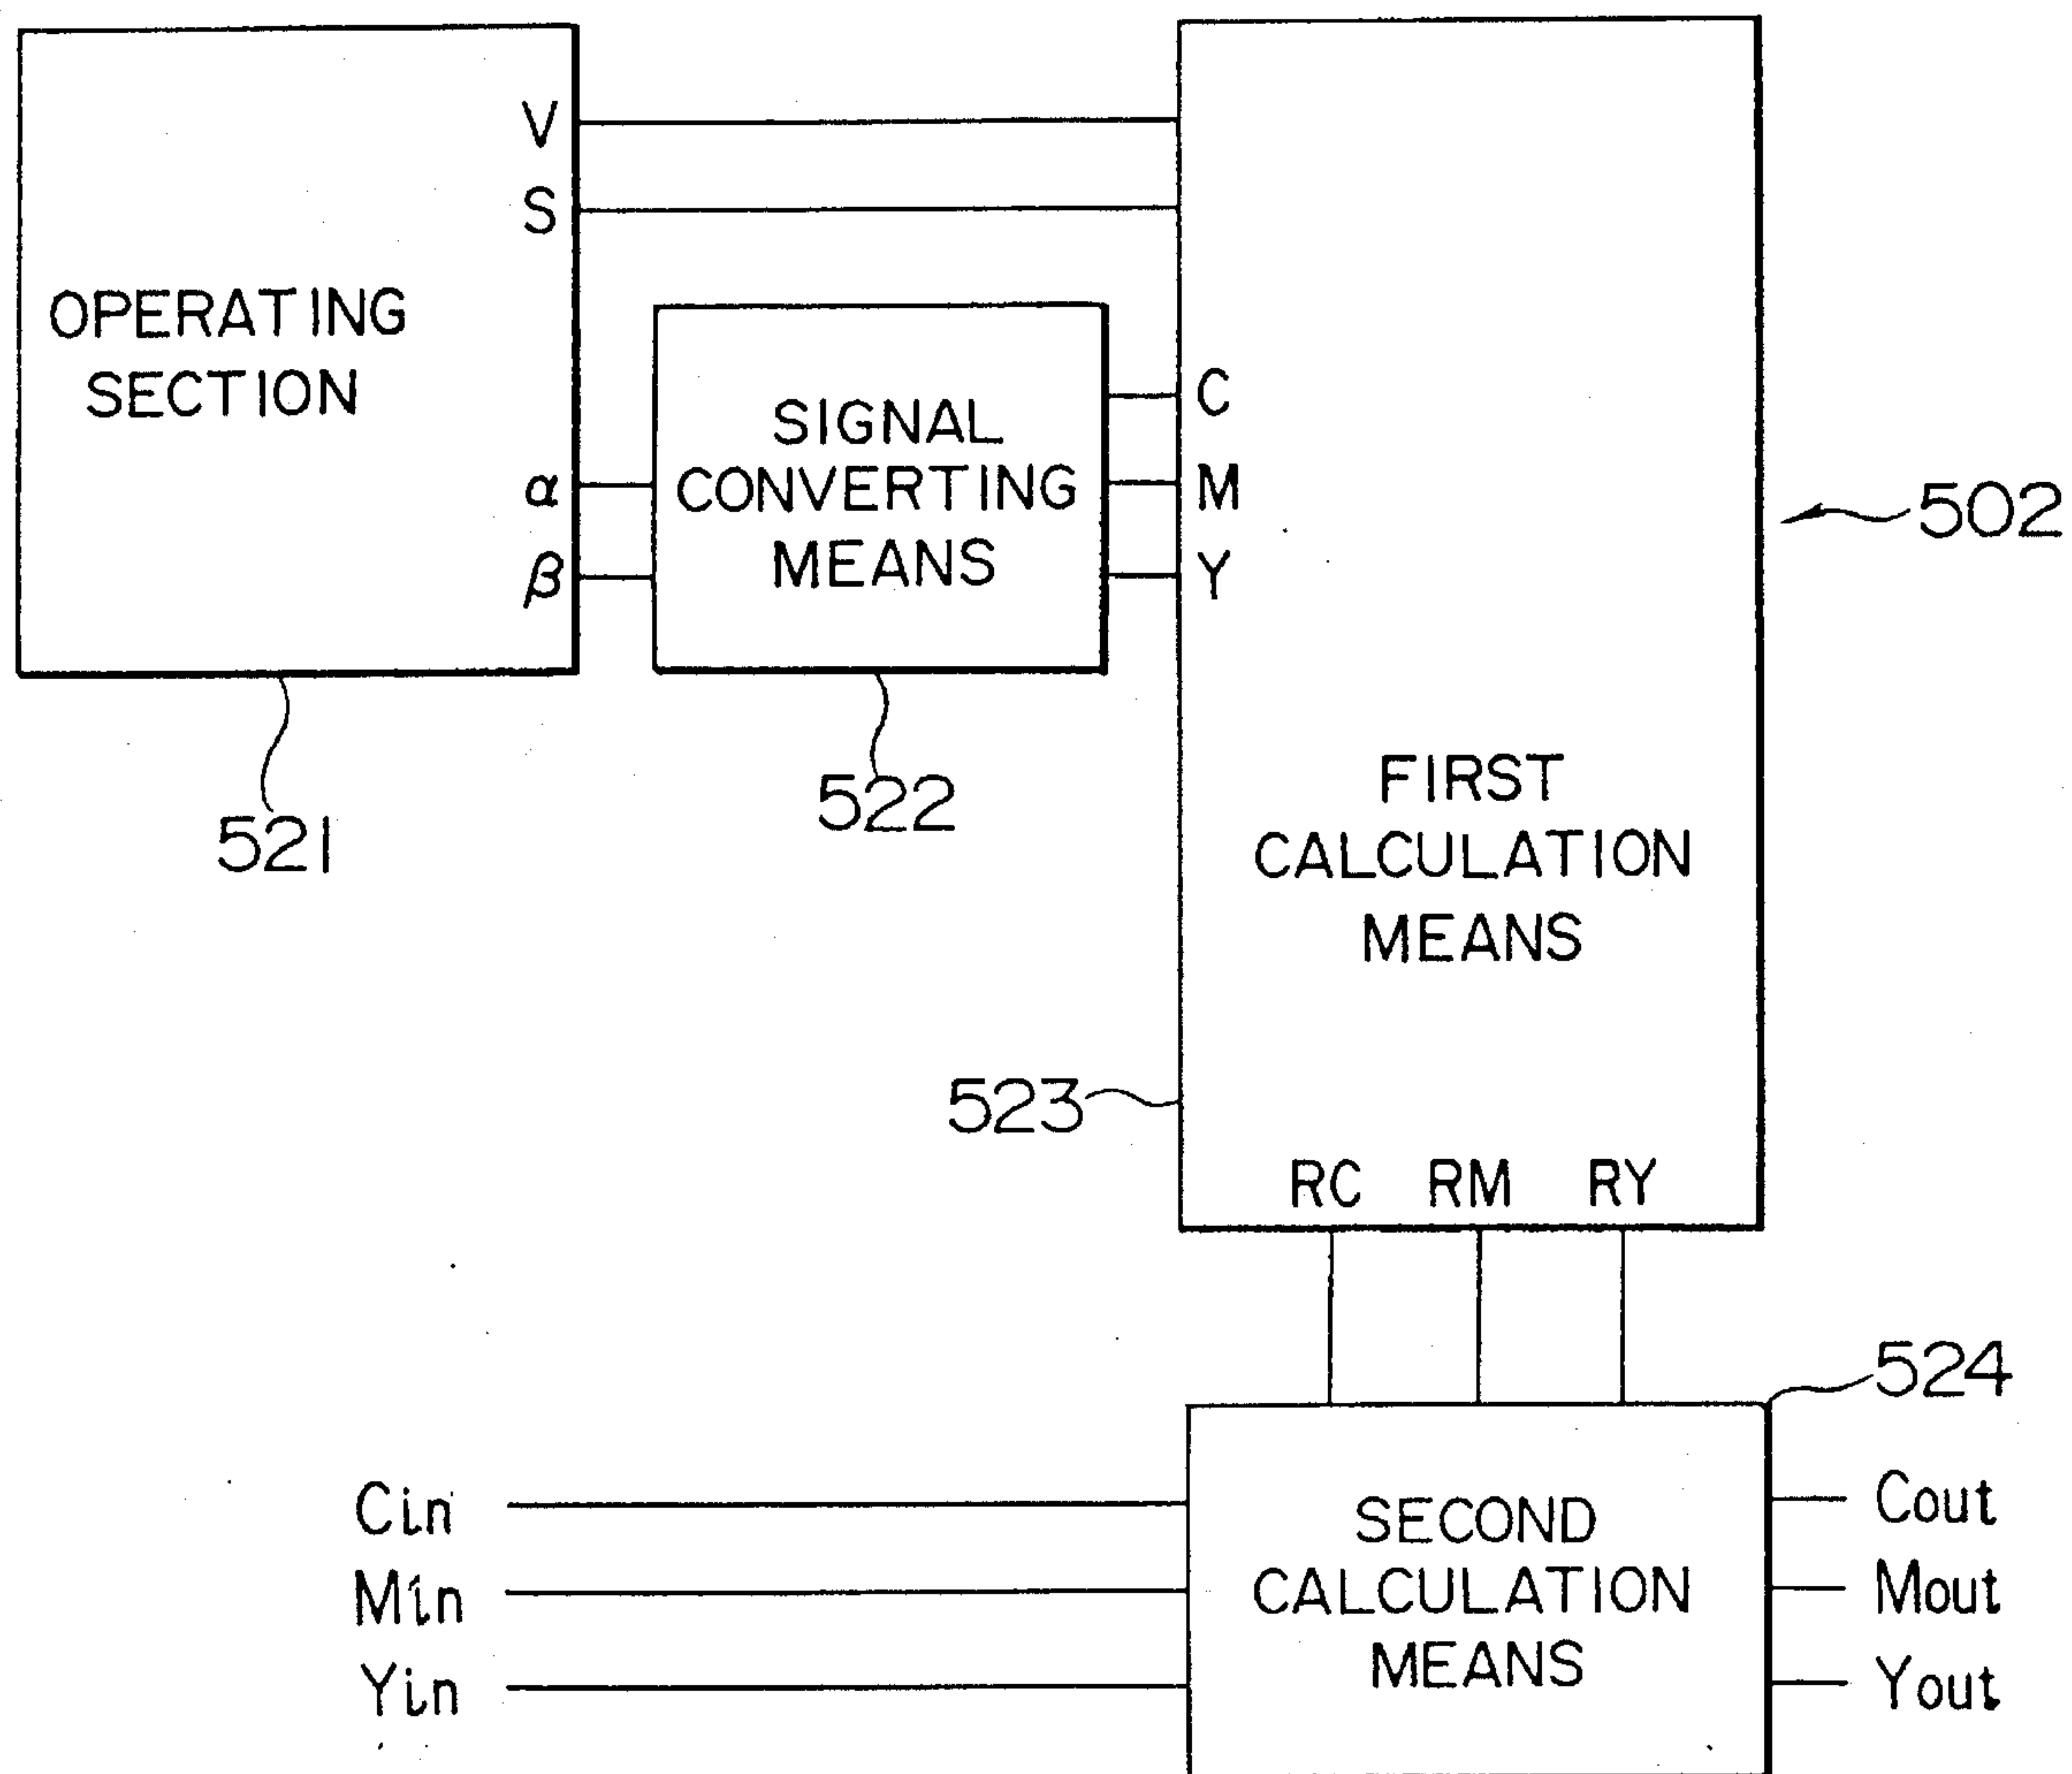 V
S
OPERATING
SECTION
α
β
SIGNAL
CONVERTING
MEANS
C
M
Y
502
521
522
FIRST
CALCULATION
MEANS
523
RC RM RY
524
Cin
Min
Yin
SECOND
CALCULATION
MEANS
Cout
Mout
Yout